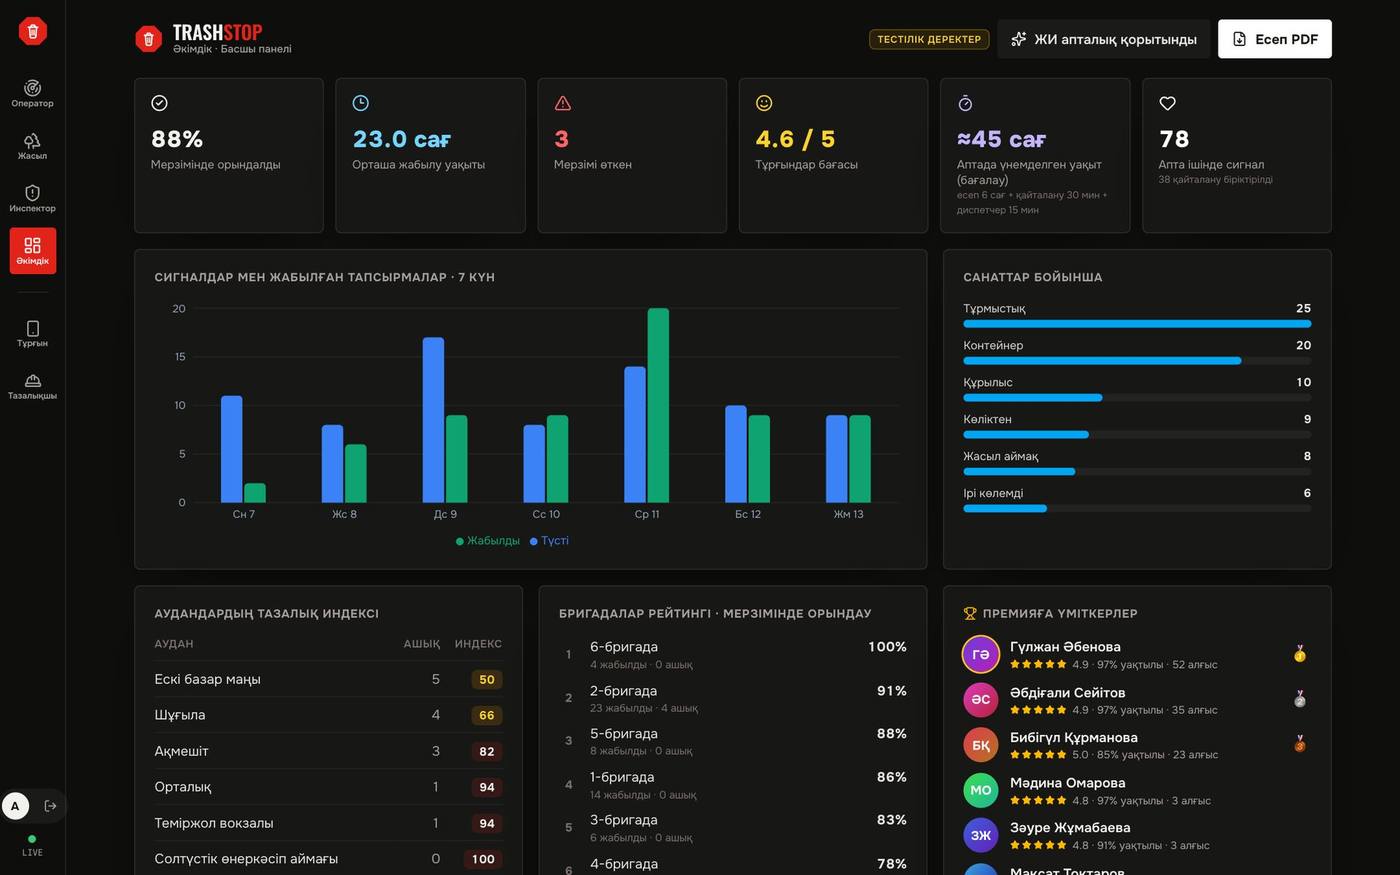 TRASHSTOP
Әкімдік · Басшы панелі
ТЕСТІЛІК ДЕРЕКТЕР
ЖИ апталық қорытынды
Есеп PDF
Оператор
Жасыл
Инспектор
Әкімдік
Тұрғын
Тазалықшы
A
LIVE
88%
Мерзімінде орындалды
23.0 сағ
Орташа жабылу уақыты
3
Мерзімі өткен
4.6 / 5
Тұрғындар бағасы
≈45 сағ
Аптада үнемделген уақыт
(бағалау)
есеп 6 сағ + қайталану 30 мин +
диспетчер 15 мин
78
Апта ішінде сигнал
38 қайталану біріктірілді
СИГНАЛДАР МЕН ЖАБЫЛҒАН ТАПСЫРМАЛАР · 7 КҮН
20
15
10
5
0
Сн 7
Жс 8
Дс 9
Сс 10
Ср 11
Бс 12
Жм 13
Жабылды
Түсті
САНАТТАР БОЙЫНША
Тұрмыстық 25
Контейнер 20
Құрылыс 10
Көліктен 9
Жасыл аймақ 8
Ірі көлемді 6
АУДАНДАРДЫҢ ТАЗАЛЫҚ ИНДЕКСІ
АУДАН АШЫҚ ИНДЕКС
Ескі базар маңы 5 50
Шұғыла 4 66
Ақмешіт 3 82
Орталық 1 94
Теміржол вокзалы 1 94
Солтүстік өнеркәсіп аймағы 0 100
БРИГАДАЛАР РЕЙТИНГІ · МЕРЗІМІНДЕ ОРЫНДАУ
1 6-бригада 100%
4 жабылды · 0 ашық
2 2-бригада 91%
23 жабылды · 4 ашық
3 5-бригада 88%
8 жабылды · 0 ашық
4 1-бригада 86%
14 жабылды · 0 ашық
5 3-бригада 83%
6 жабылды · 0 ашық
6 4-бригада 78%
ПРЕМИЯҒА ҮМІТКЕРЛЕР
ГӘ Гүлжан Әбенова
4.9 · 97% уақтылы · 52 алғыс
ӘС Әбдіғали Сейітов
4.9 · 97% уақтылы · 35 алғыс
БҚ Бибігүл Құрманова
5.0 · 85% уақтылы · 23 алғыс
МО Мәдина Омарова
4.8 · 97% уақтылы · 3 алғыс
ЗЖ Зәуре Жұмабаева
4.8 · 91% уақтылы · 3 алғыс
Мақсат Тоқтаров